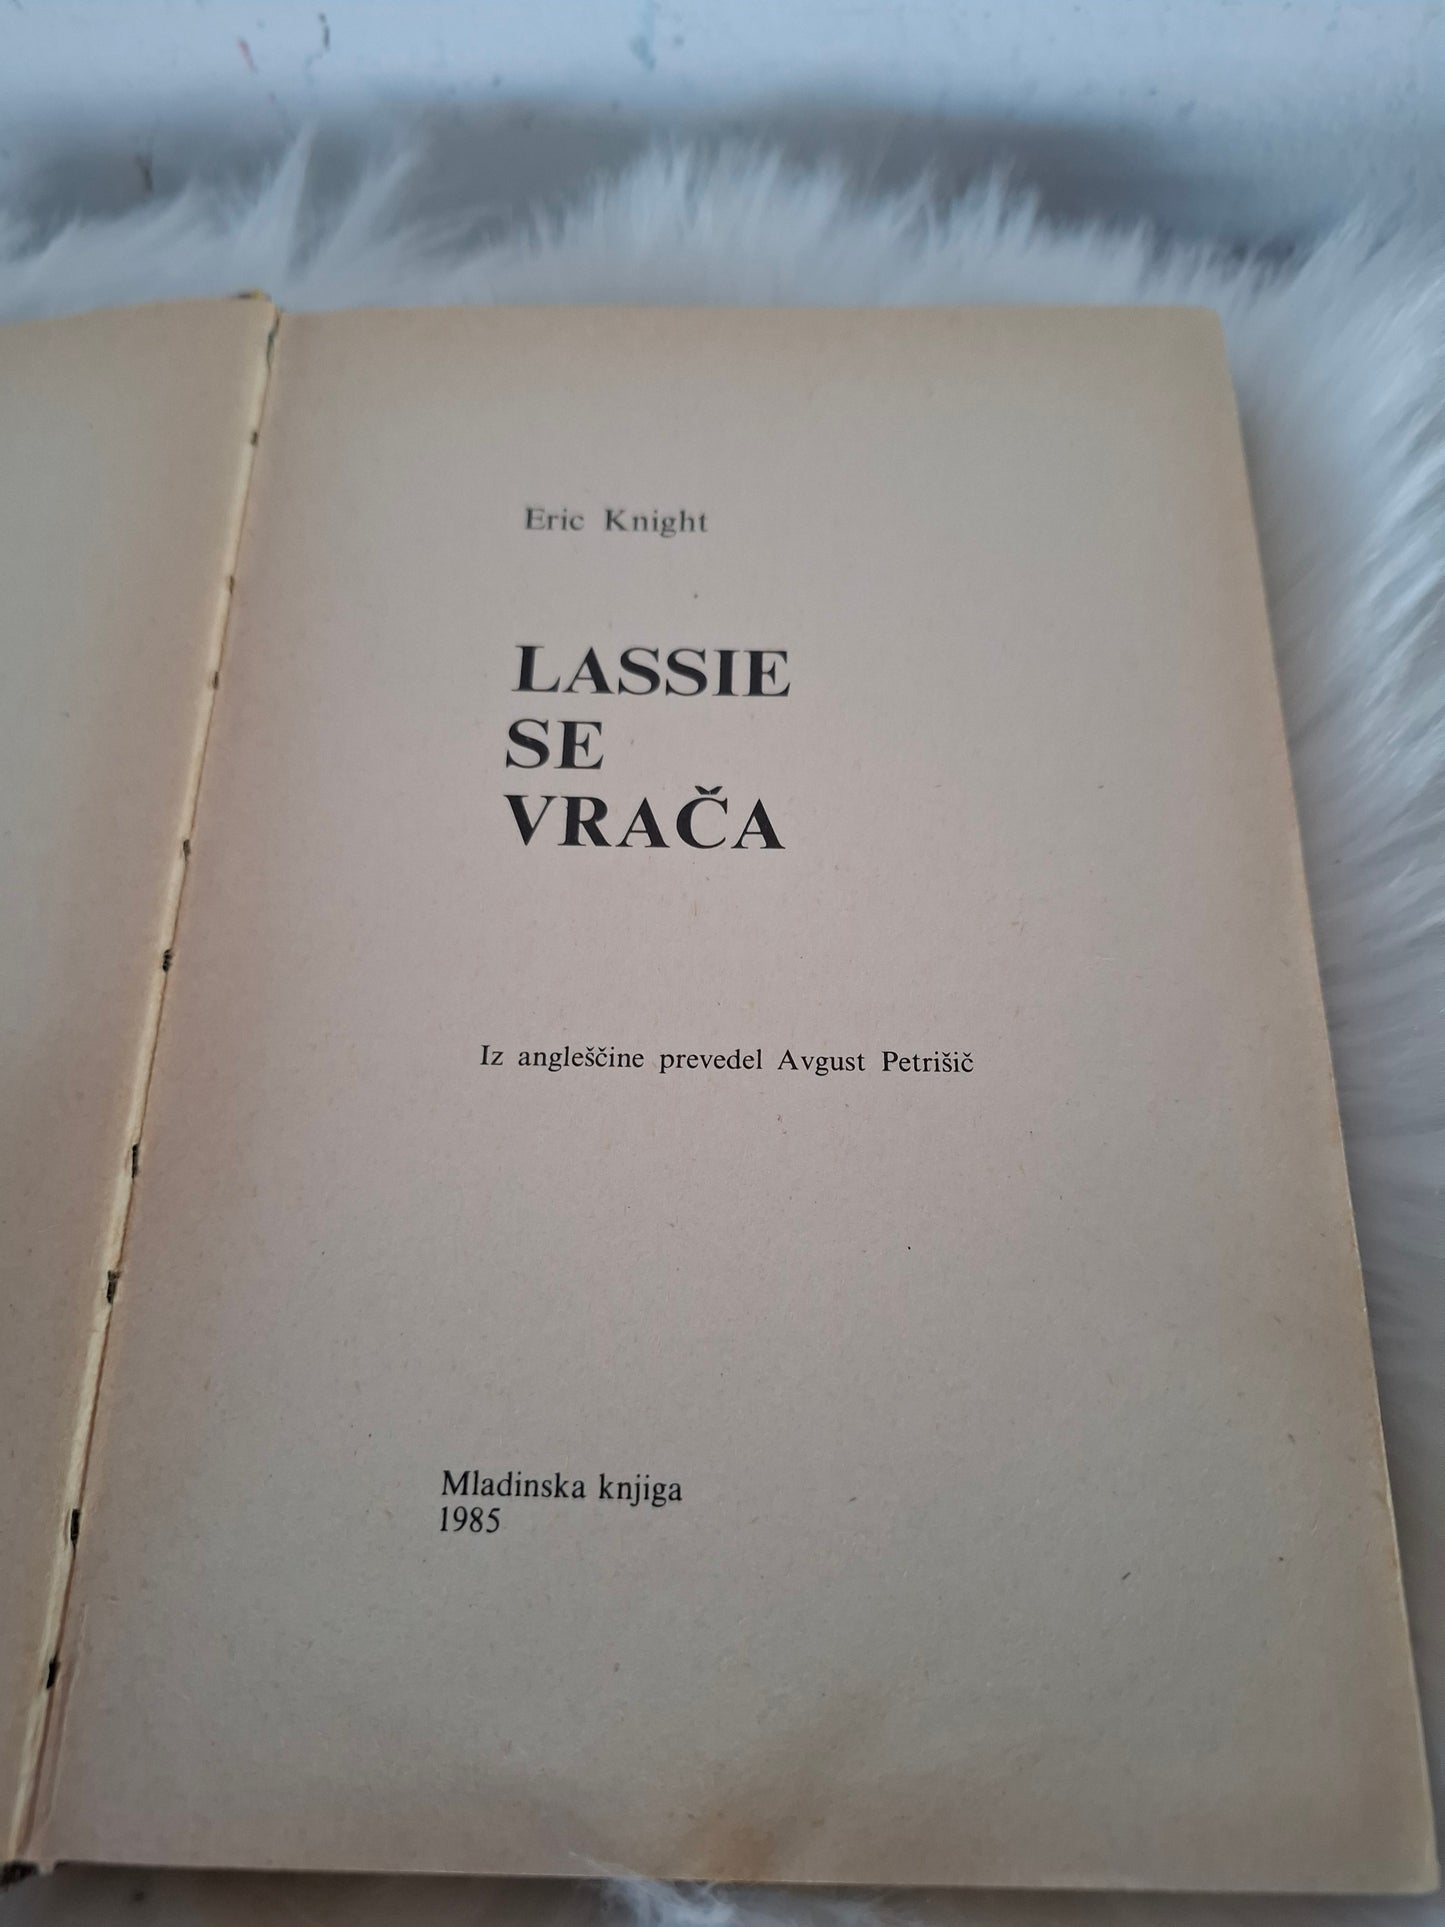 Eric Knight
LASSIE
SE
VRAČA
Iz angleščine prevedel Avgust Petrišič
Mladinska knjiga
1985